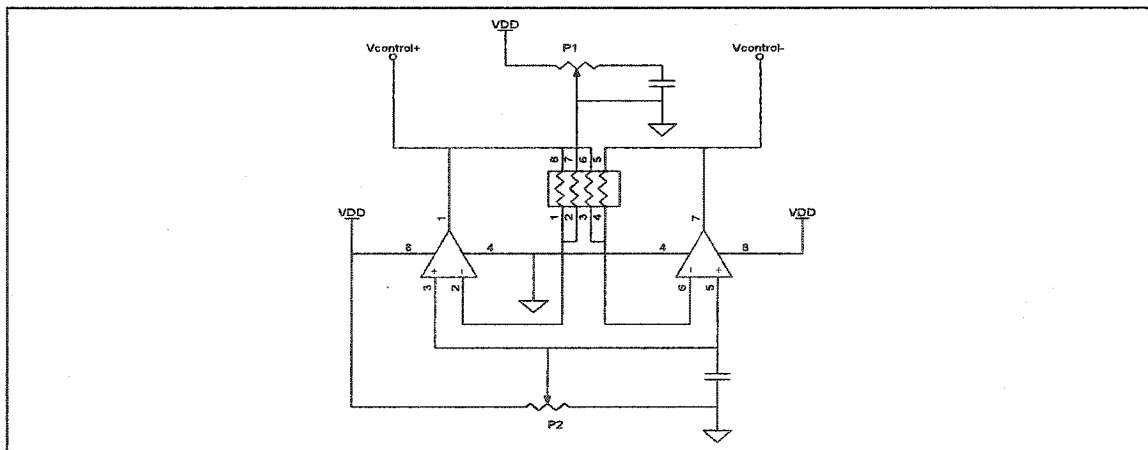 VDD
P1
Vcontrol+
Vcontrol-
8 7 6 5
1 2 3 4
1
7
VDD
VDD
8
4
4
8
3 2
6 5
P2